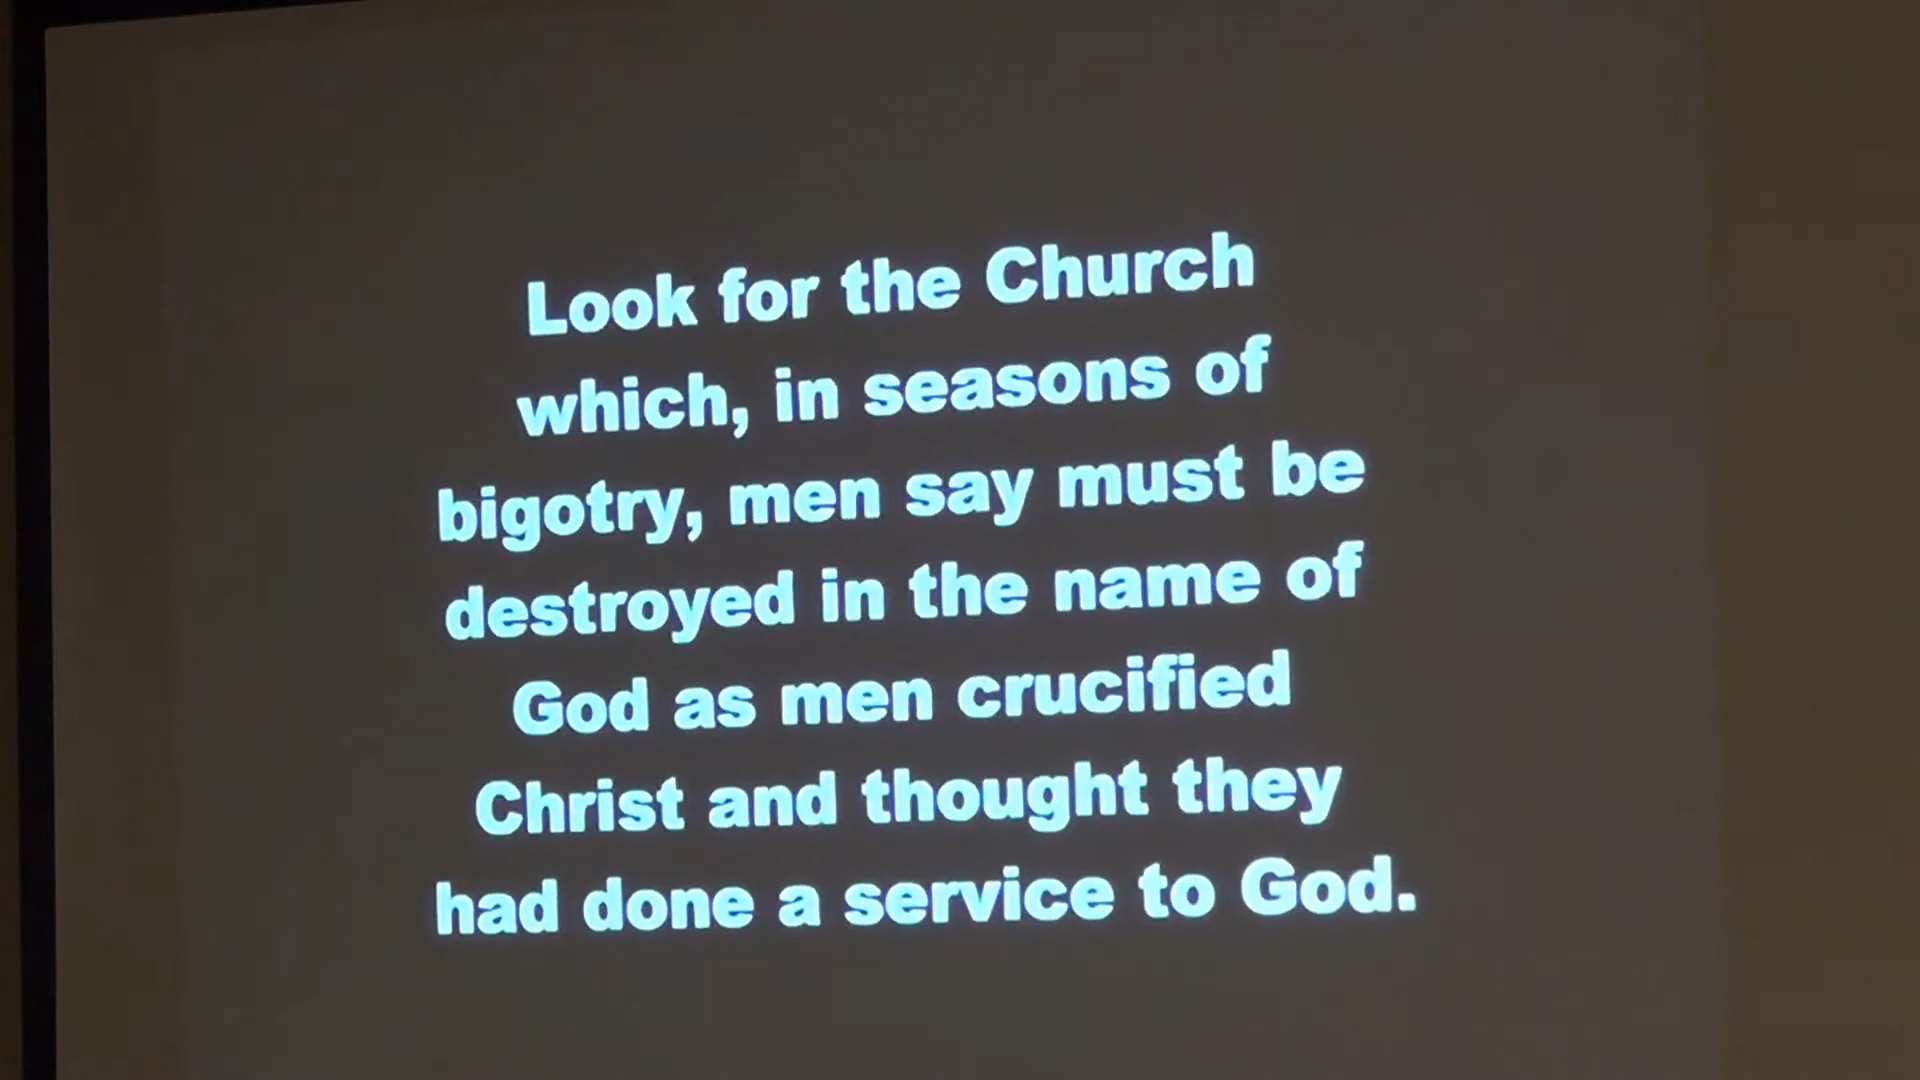 Look for the Church
which, in seasons of
bigotry, men say must be
destroyed in the name of
God as men crucified
Christ and thought they
had done a service to God.